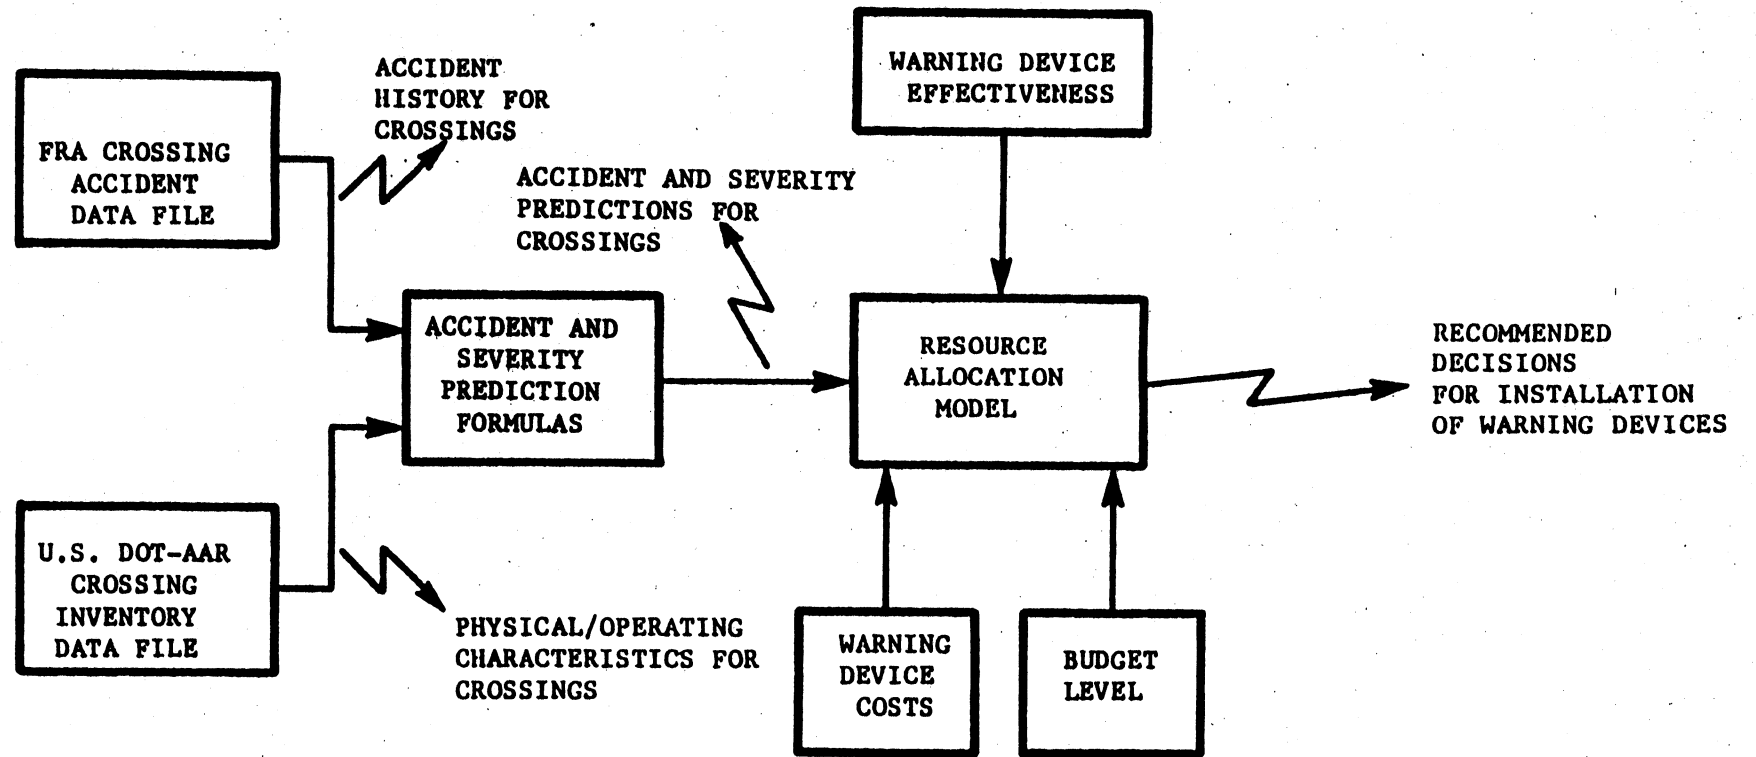 WARNING DEVICE
EFFECTIVENESS
ACCIDENT
HISTORY FOR
CROSSINGS
FRA CROSSING
ACCIDENT
DATA FILE
ACCIDENT AND SEVERITY
PREDICTIONS FOR
CROSSINGS
ACCIDENT AND
SEVERITY
PREDICTION
FORMULAS
RESOURCE
ALLOCATION
MODEL
RECOMMENDED
DECISIONS
FOR INSTALLATION
OF WARNING DEVICES
U.S. DOT-AAR
CROSSING
INVENTORY
DATA FILE
PHYSICAL/OPERATING
CHARACTERISTICS FOR
CROSSINGS
WARNING
DEVICE
COSTS
BUDGET
LEVEL